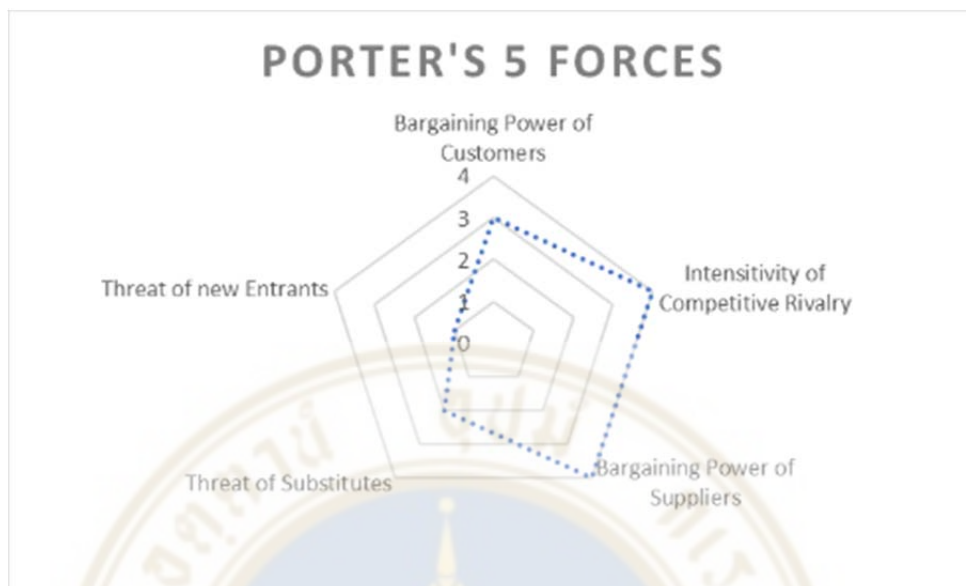 PORTER'S 5 FORCES
Bargaining Power of
Customers
4
3
2
1
0
Intensitivity of
Competitive Rivalry
Threat of new Entrants
Bargaining Power of
Suppliers
Threat of Substitutes